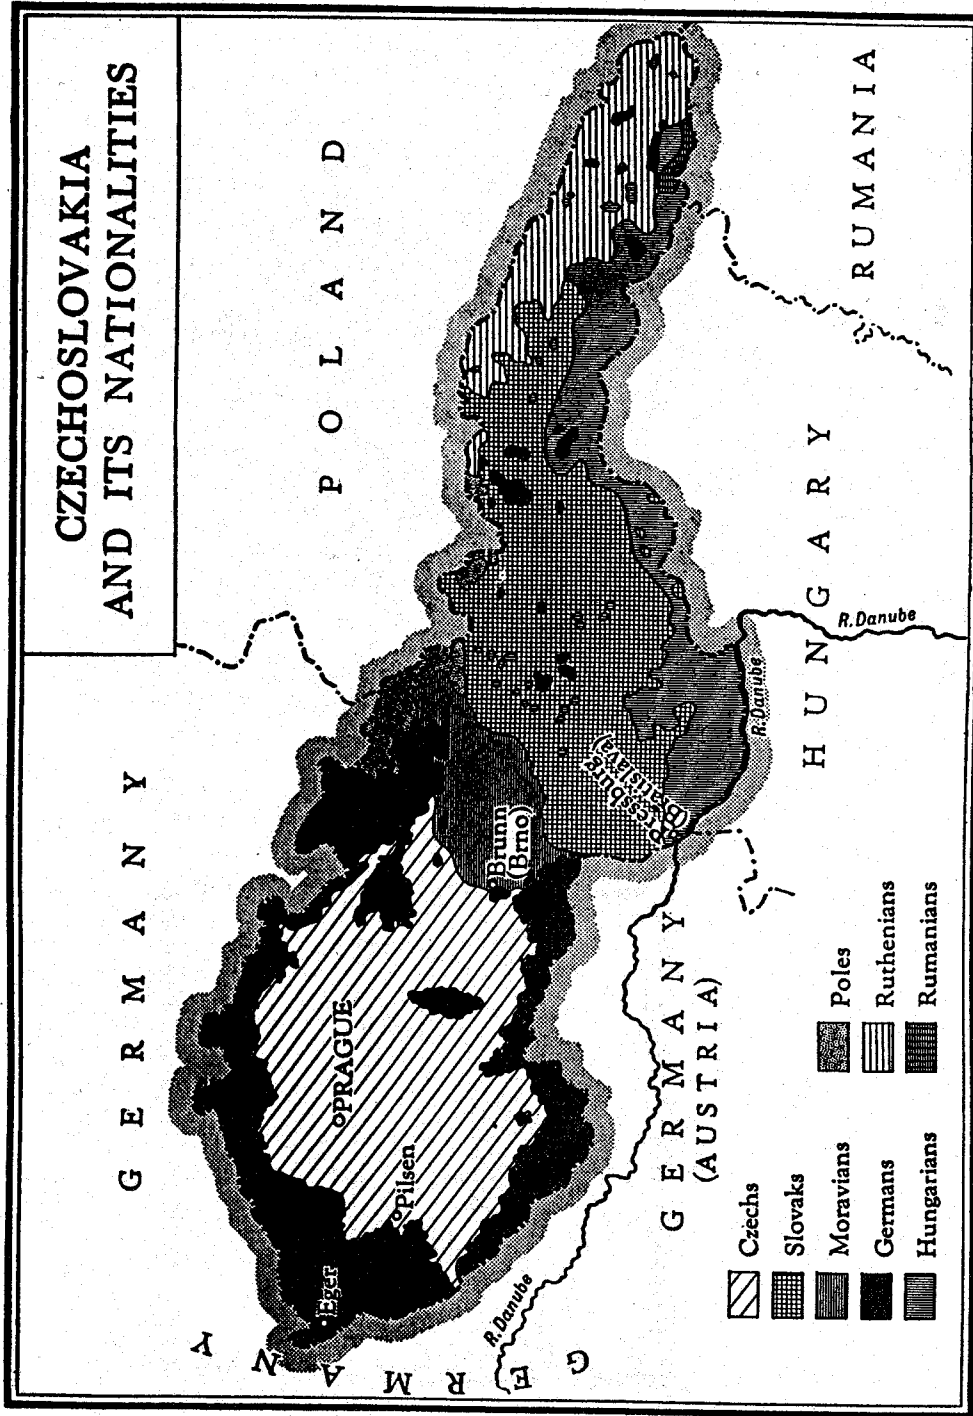 CZECHOSLOVAKIA
AND ITS NATIONALITIES
GERMANY
POLAND
GERMANY
RUMANIA
HUNGARY
GERMANY
(AUSTRIA)
Eger
Pilsen
PRAGUE
Brunn
(Brno)
Pressburg
(Bratislava)
R. Danube
R. Danube
R. Danube
Czechs
Slovaks
Moravians
Germans
Hungarians
Poles
Ruthenians
Rumanians